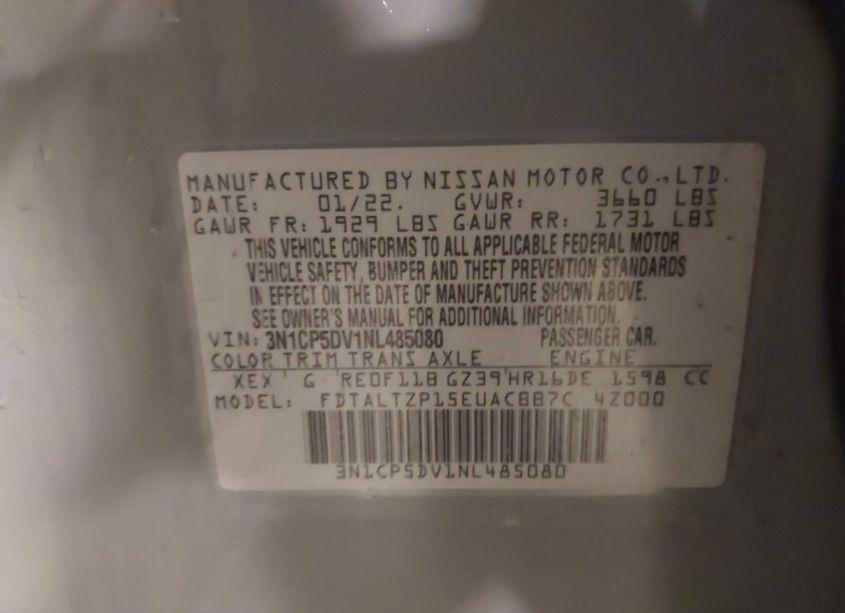 MANUFACTURED BY NISSAN MOTOR CO., LTD.
DATE: 01/22. GVWR: 3660 LBS
GAWR FR: 1929 LBS GAWR RR: 1731 LBS
THIS VEHICLE CONFORMS TO ALL APPLICABLE FEDERAL MOTOR
VEHICLE SAFETY, BUMPER AND THEFT PREVENTION STANDARDS
IN EFFECT ON THE DATE OF MANUFACTURE SHOWN ABOVE.
SEE OWNER'S MANUAL FOR ADDITIONAL INFORMATION.
VIN: 3N1CP5DV1NL485080 PASSENGER CAR.
COLOR TRIM TRANS AXLE ENGINE
XEX G RE0F11B GZ39 HR16DE 1598 CC
MODEL: FDTALTZP15EUACBB7C 4Z000
3N1CP5DV1NL485080